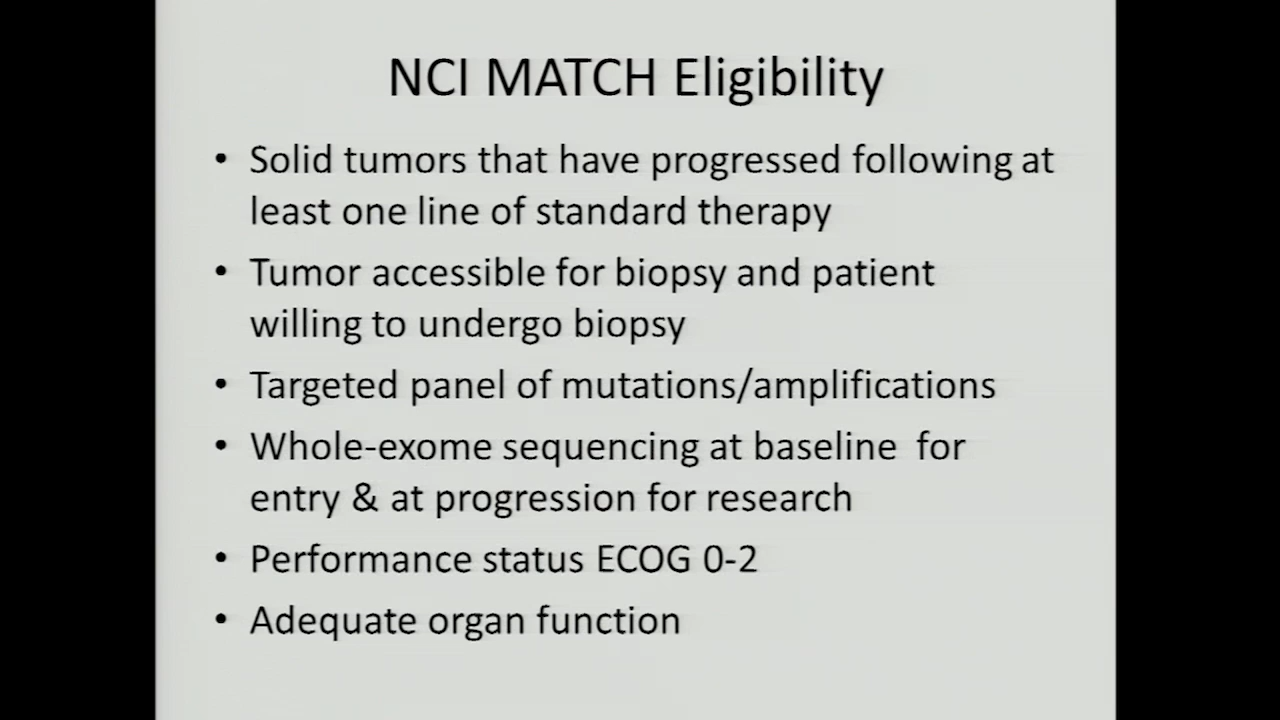 NCI MATCH Eligibility
• Solid tumors that have progressed following at
least one line of standard therapy
• Tumor accessible for biopsy and patient
willing to undergo biopsy
• Targeted panel of mutations/amplifications
• Whole-exome sequencing at baseline  for
entry & at progression for research
• Performance status ECOG 0-2
• Adequate organ function